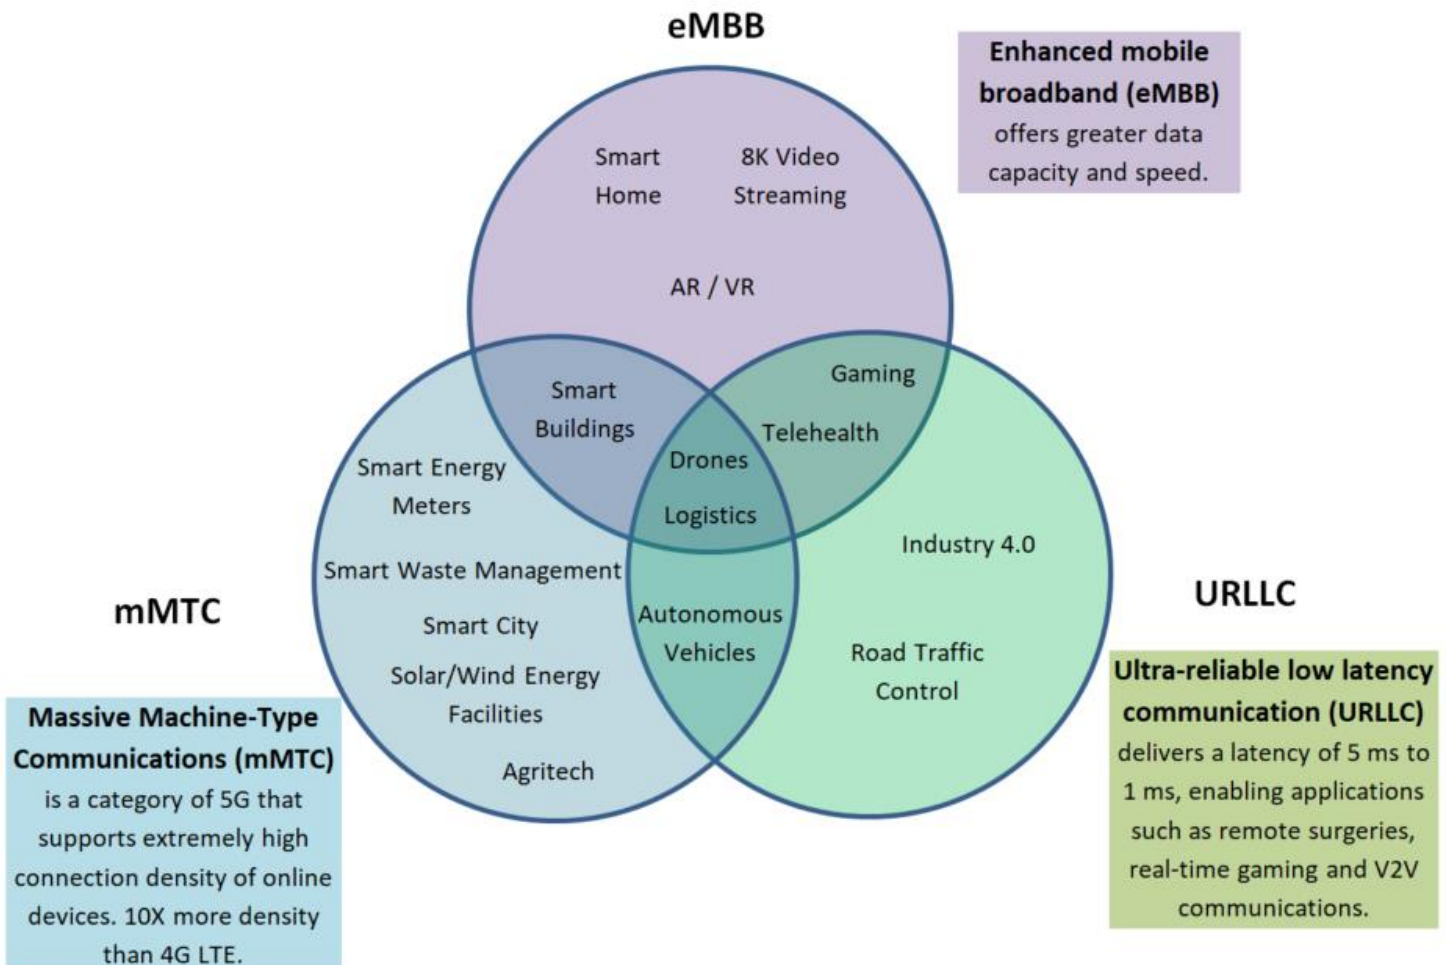 eMBB
Enhanced mobile
broadband (eMBB)
offers greater data
capacity and speed.
Smart
Home
8K Video
Streaming
AR / VR
Smart
Buildings
Gaming
Telehealth
Drones
Logistics
Smart Energy
Meters
Smart Waste Management
Smart City
Solar/Wind Energy
Facilities
Agritech
Autonomous
Vehicles
Industry 4.0
Road Traffic
Control
mMTC
Massive Machine-Type
Communications (mMTC)
is a category of 5G that
supports extremely high
connection density of online
devices. 10X more density
than 4G LTE.
URLLC
Ultra-reliable low latency
communication (URLLC)
delivers a latency of 5 ms to
1 ms, enabling applications
such as remote surgeries,
real-time gaming and V2V
communications.